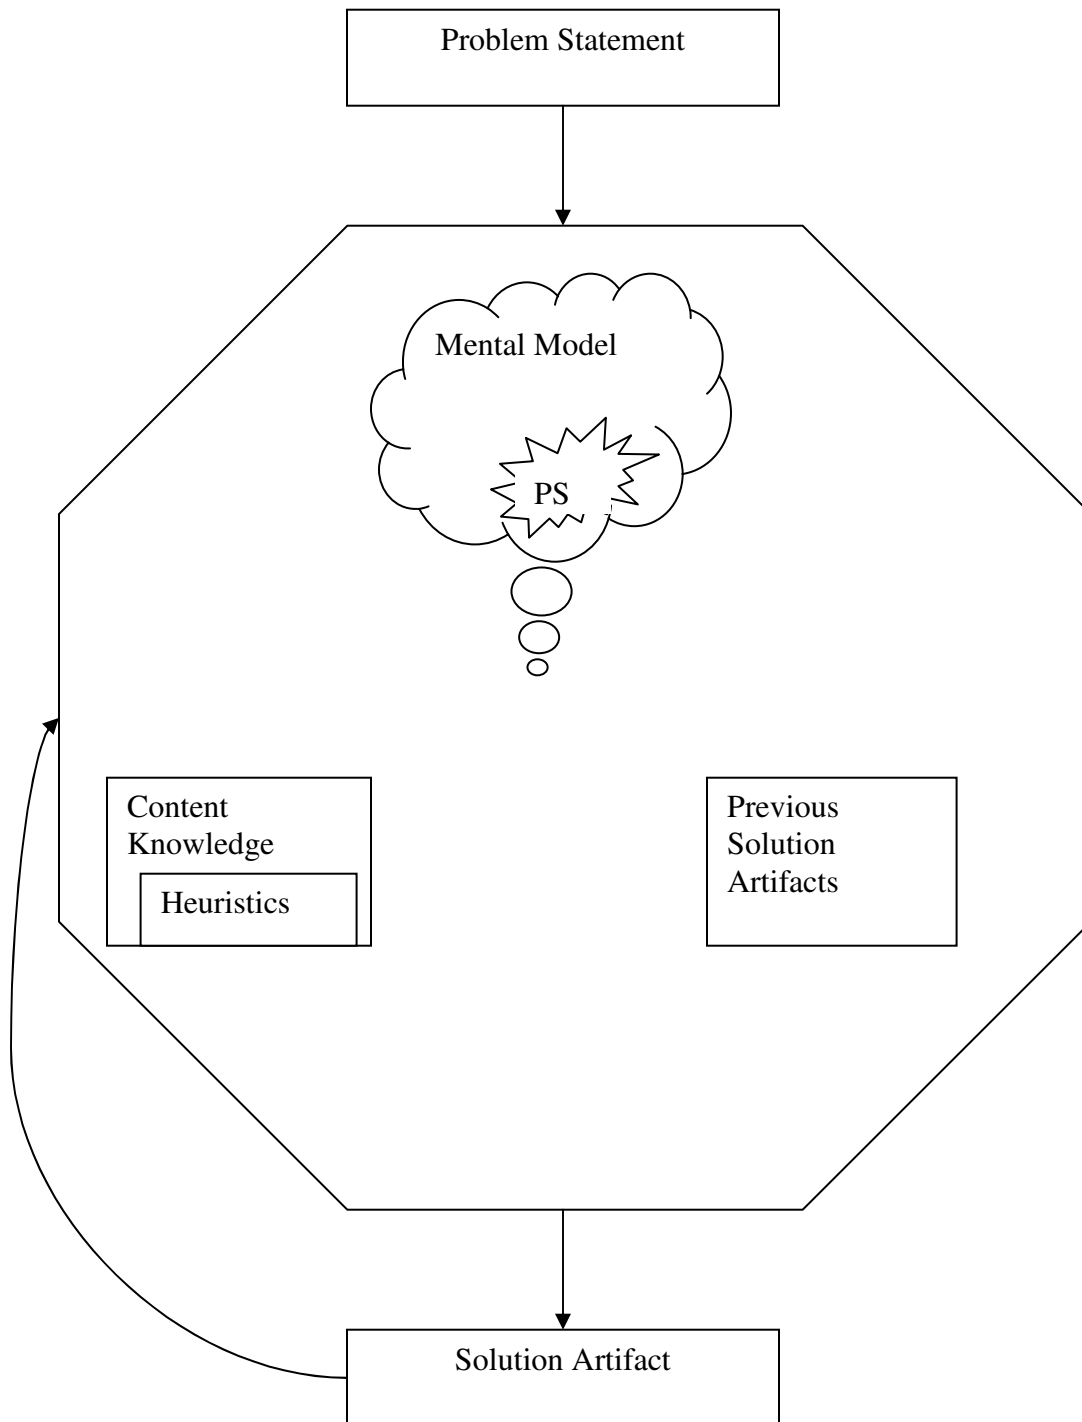 Problem Statement
Mental Model
PS
Content
Knowledge
Heuristics
Previous
Solution
Artifacts
Solution Artifact